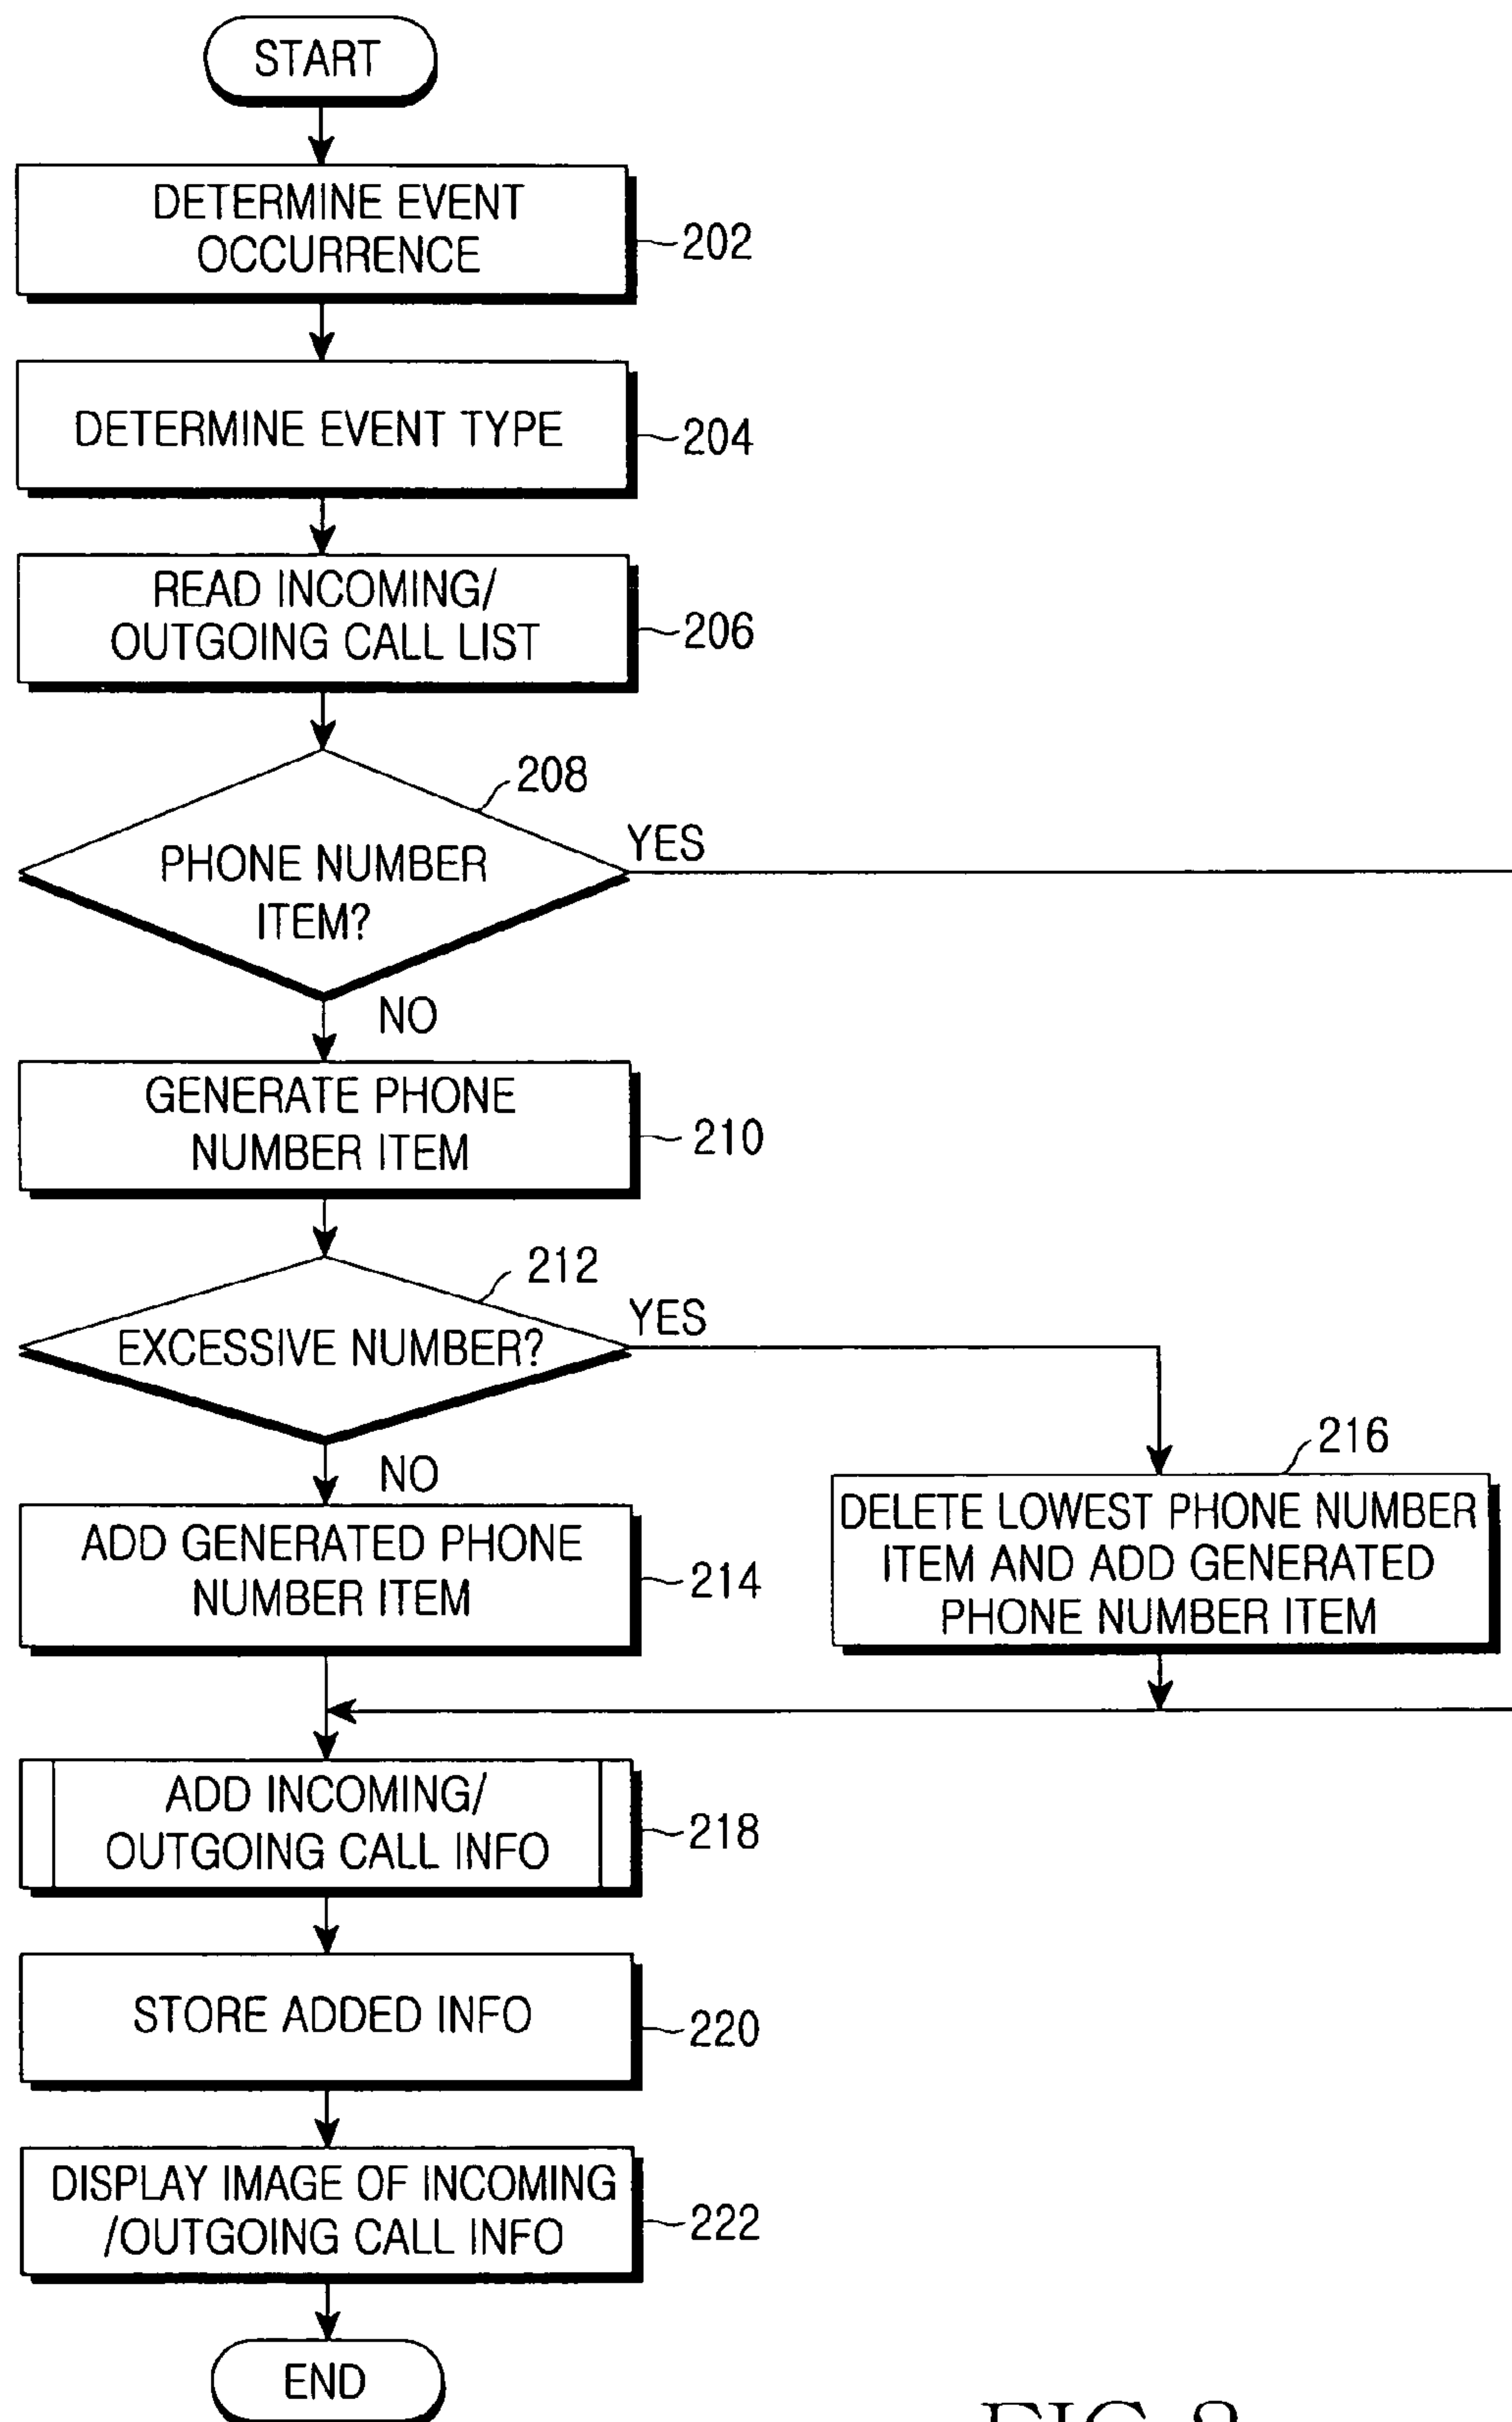 START
DETERMINE EVENT
OCCURRENCE
202
DETERMINE EVENT TYPE
204
READ INCOMING/
OUTGOING CALL LIST
206
208
PHONE NUMBER
ITEM?
YES
NO
GENERATE PHONE
NUMBER ITEM
210
212
EXCESSIVE NUMBER?
YES
NO
216
DELETE LOWEST PHONE NUMBER
ITEM AND ADD GENERATED
PHONE NUMBER ITEM
ADD GENERATED PHONE
NUMBER ITEM
214
ADD INCOMING/
OUTGOING CALL INFO
218
STORE ADDED INFO
220
DISPLAY IMAGE OF INCOMING
/OUTGOING CALL INFO
222
END